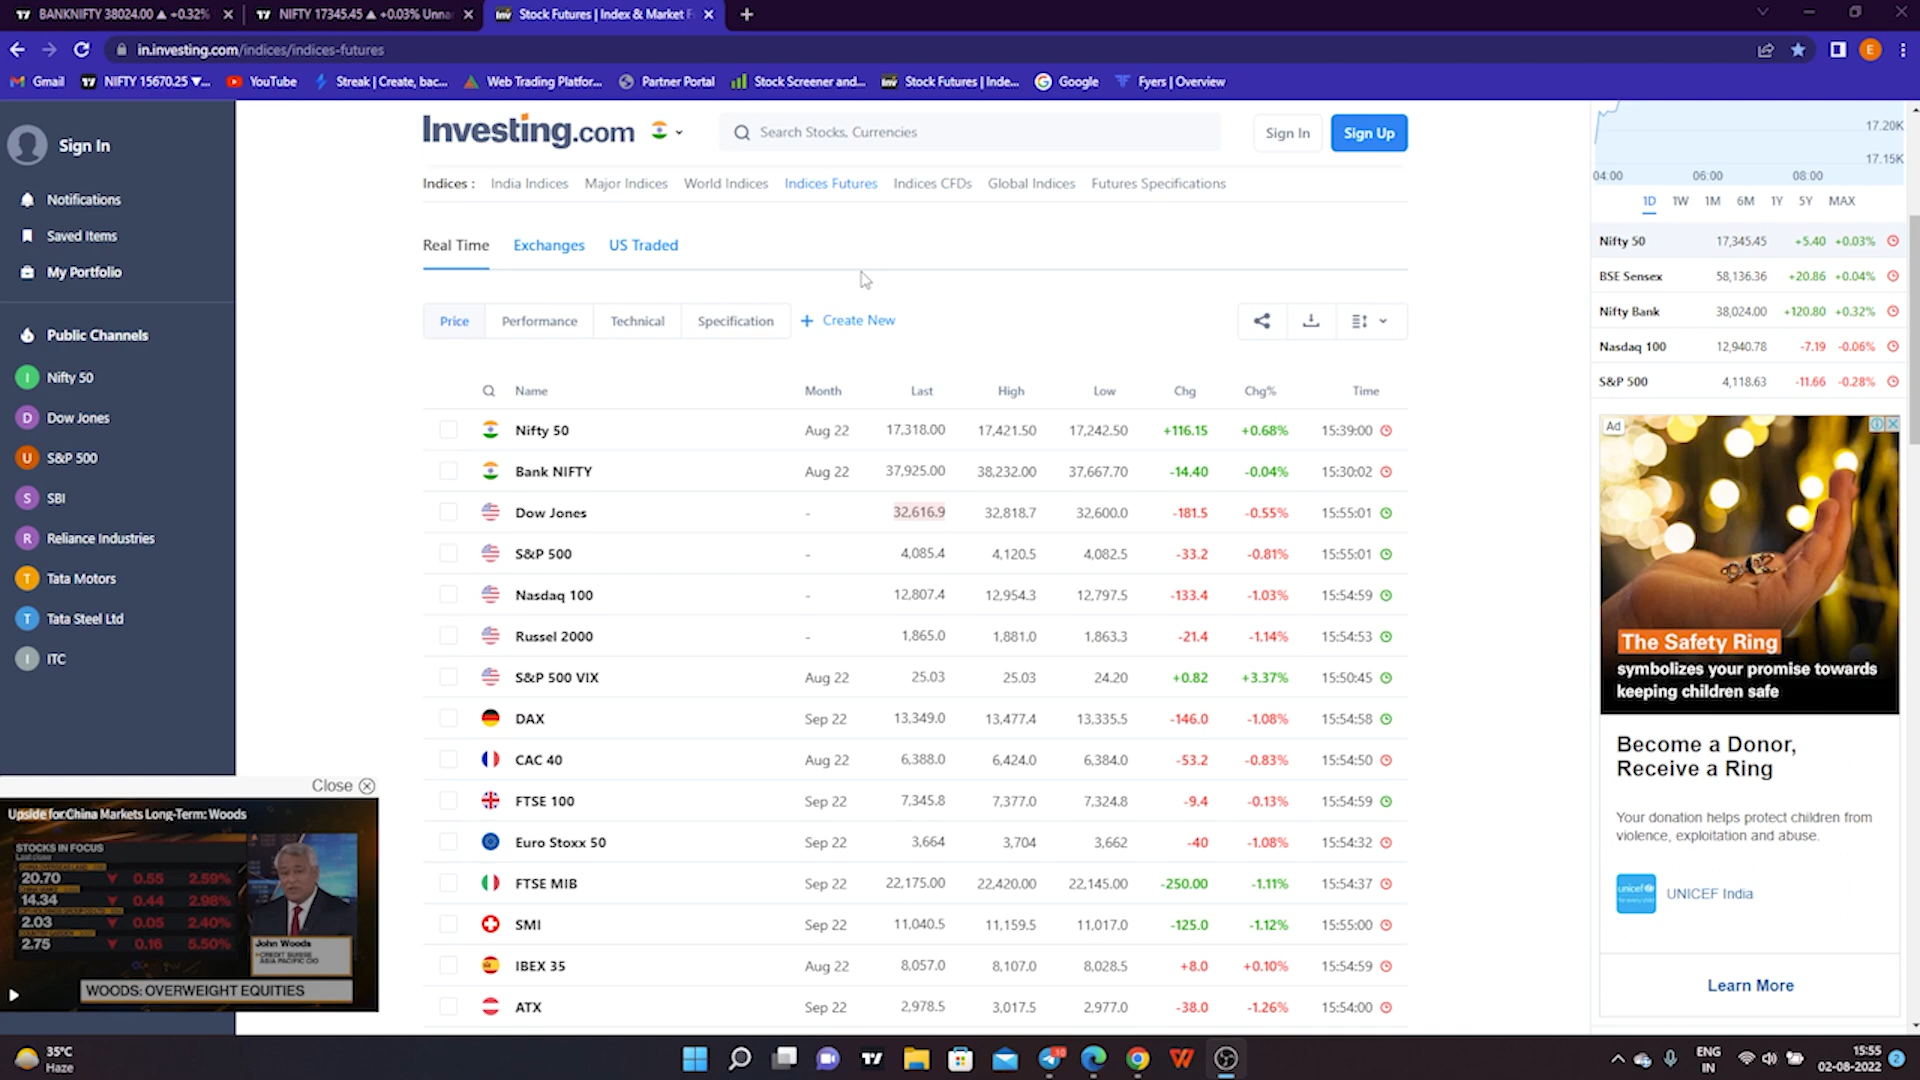 BANKNIFTY 38024.00 ▲ +0.32%
NIFTY 17345.45 ▲ +0.03% Unna
Stock Futures | Index & Market F
in.investing.com/indices/indices-futures
E
Gmail
NIFTY 15670.25 ▼...
YouTube
Streak | Create, bac...
Web Trading Platfor...
Partner Portal
Stock Screener and...
Stock Futures | Inde...
Google
Fyers | Overview
Sign In
Notifications
Saved Items
My Portfolio
Public Channels
I Nifty 50
D Dow Jones
U S&P 500
S SBI
R Reliance Industries
T Tata Motors
T Tata Steel Ltd
I ITC
Investing.com
Search Stocks, Currencies
Sign In
Sign Up
Indices : India Indices Major Indices World Indices Indices Futures Indices CFDs Global Indices Futures Specifications
Real Time Exchanges US Traded
Price Performance Technical Specification + Create New
Name Month Last High Low Chg Chg% Time
Nifty 50 Aug 22 17,318.00 17,421.50 17,242.50 +116.15 +0.68% 15:39:00
Bank NIFTY Aug 22 37,925.00 38,232.00 37,667.70 -14.40 -0.04% 15:30:02
Dow Jones - 32,616.9 32,818.7 32,600.0 -181.5 -0.55% 15:55:01
S&P 500 - 4,085.4 4,120.5 4,082.5 -33.2 -0.81% 15:55:01
Nasdaq 100 - 12,807.4 12,954.3 12,797.5 -133.4 -1.03% 15:54:59
Russel 2000 - 1,865.0 1,881.0 1,863.3 -21.4 -1.14% 15:54:53
S&P 500 VIX Aug 22 25.03 25.03 24.20 +0.82 +3.37% 15:50:45
DAX Sep 22 13,349.0 13,477.4 13,335.5 -146.0 -1.08% 15:54:58
CAC 40 Aug 22 6,388.0 6,424.0 6,384.0 -53.2 -0.83% 15:54:50
FTSE 100 Sep 22 7,345.8 7,377.0 7,324.8 -9.4 -0.13% 15:54:59
Euro Stoxx 50 Sep 22 3,664 3,704 3,662 -40 -1.08% 15:54:32
FTSE MIB Sep 22 22,175.00 22,420.00 22,145.00 -250.00 -1.11% 15:54:37
SMI Sep 22 11,040.5 11,159.5 11,017.0 -125.0 -1.12% 15:55:00
IBEX 35 Aug 22 8,057.0 8,107.0 8,028.5 +8.0 +0.10% 15:54:59
ATX Sep 22 2,978.5 3,017.5 2,977.0 -38.0 -1.26% 15:54:00
17.20K
17.15K
04:00 06:00 08:00
1D 1W 1M 6M 1Y 5Y MAX
Nifty 50 17,345.45 +5.40 +0.03%
BSE Sensex 58,136.36 +20.86 +0.04%
Nifty Bank 38,024.00 +120.80 +0.32%
Nasdaq 100 12,940.78 -7.19 -0.06%
S&P 500 4,118.63 -11.66 -0.28%
Ad
The Safety Ring
symbolizes your promise towards
keeping children safe
Become a Donor,
Receive a Ring
Your donation helps protect children from
violence, exploitation and abuse.
unicef
UNICEF India
Learn More
Close
Upside for China Markets Long-Term: Woods
STOCKS IN FOCUS
Last close
20.70 ▼ 0.55 2.59%
14.34 ▼ 0.44 2.98%
2.03 ▼ 0.05 2.40%
2.75 ▼ 0.16 5.50%
John Woods
CREDIT SUISSE
ASIA PACIFIC CIO
WOODS: OVERWEIGHT EQUITIES
35°C
Haze
10
ENG
IN
15:55
02-08-2022
2